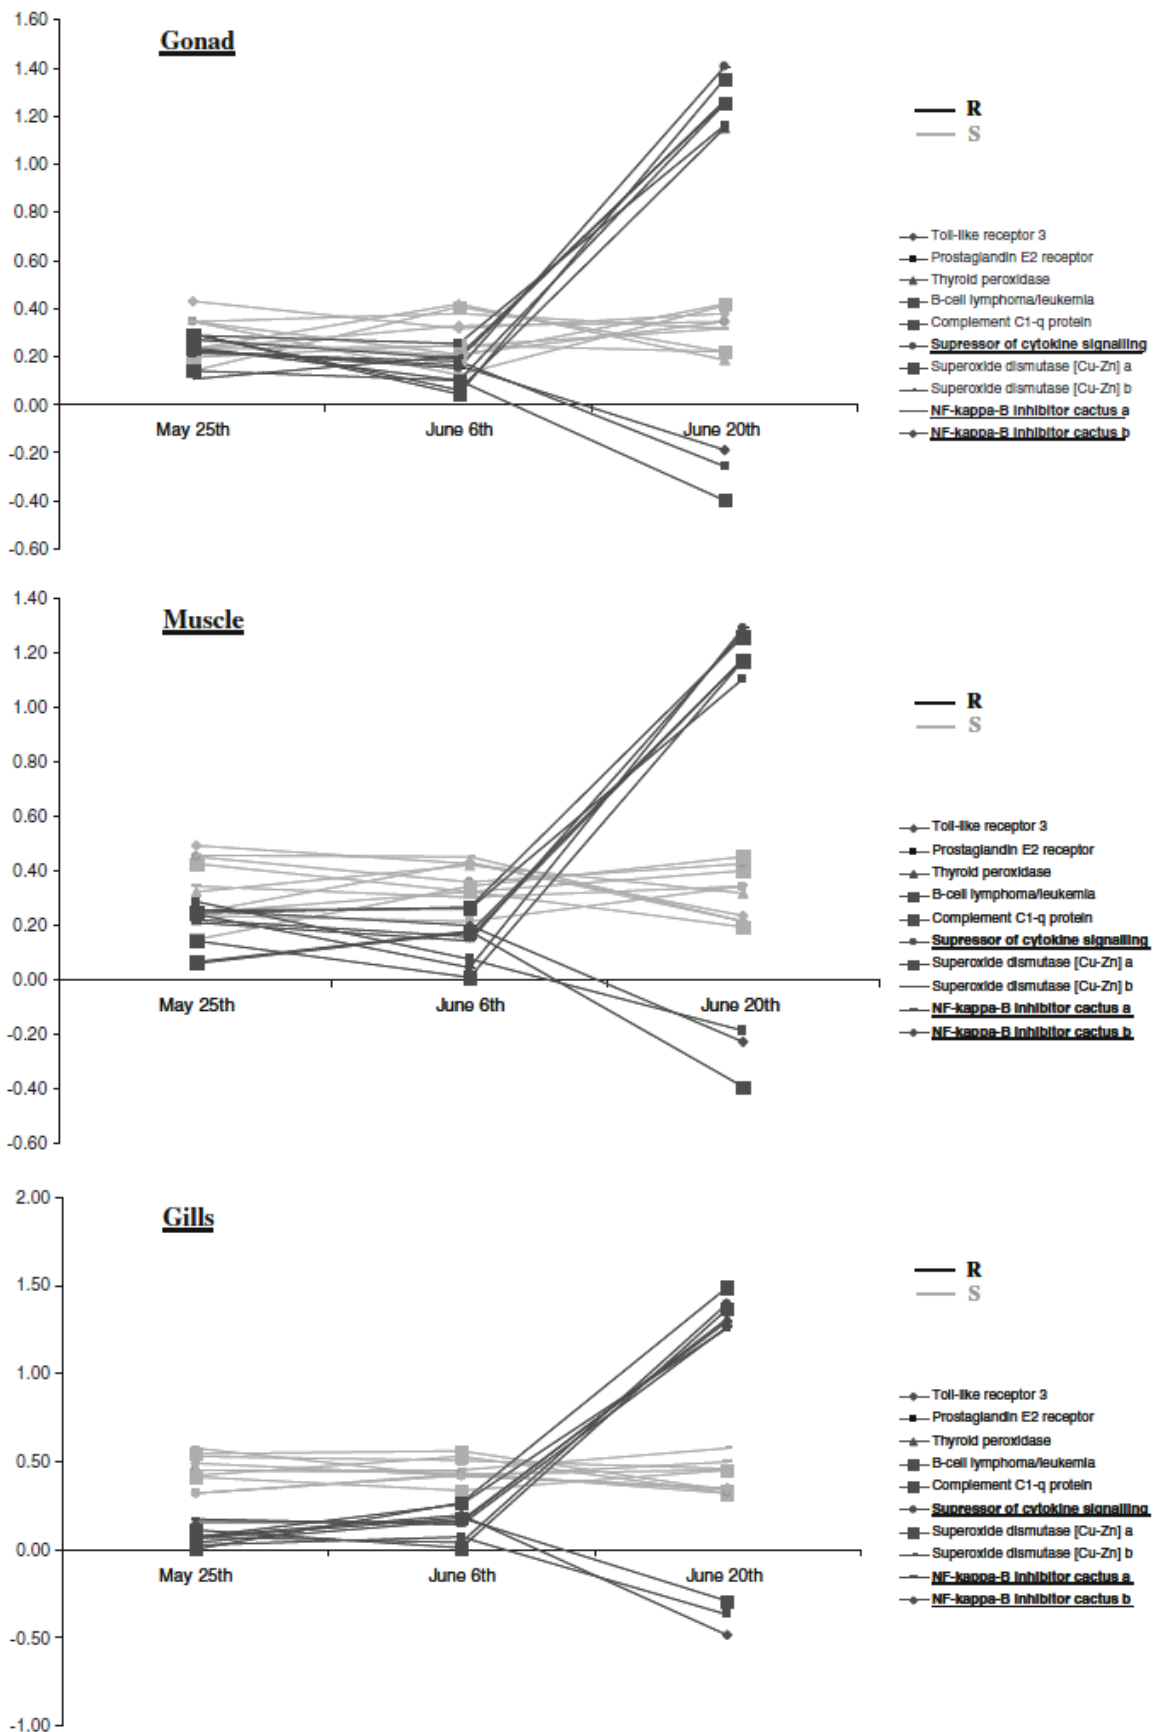 Gonad
1.60
1.40
1.20
1.00
0.80
0.60
0.40
0.20
0.00
-0.20
-0.40
-0.60
May 25th
June 6th
June 20th
R
S
Toll-like receptor 3
Prostaglandin E2 receptor
Thyroid peroxidase
B-cell lymphoma/leukemia
Complement C1-q protein
Supressor of cytokine signalling
Superoxide dismutase [Cu-Zn] a
Superoxide dismutase [Cu-Zn] b
NF-kappa-B Inhibitor cactus a
NF-kappa-B Inhibitor cactus b
Muscle
1.40
1.20
1.00
0.80
0.60
0.40
0.20
0.00
-0.20
-0.40
-0.60
May 25th
June 6th
June 20th
R
S
Toll-like receptor 3
Prostaglandin E2 receptor
Thyroid peroxidase
B-cell lymphoma/leukemia
Complement C1-q protein
Supressor of cytokine signalling
Superoxide dismutase [Cu-Zn] a
Superoxide dismutase [Cu-Zn] b
NF-kappa-B Inhibitor cactus a
NF-kappa-B Inhibitor cactus b
Gills
2.00
1.50
1.00
0.50
0.00
-0.50
-1.00
May 25th
June 6th
June 20th
R
S
Toll-like receptor 3
Prostaglandin E2 receptor
Thyroid peroxidase
B-cell lymphoma/leukemia
Complement C1-q protein
Supressor of cytokine signalling
Superoxide dismutase [Cu-Zn] a
Superoxide dismutase [Cu-Zn] b
NF-kappa-B Inhibitor cactus a
NF-kappa-B Inhibitor cactus b